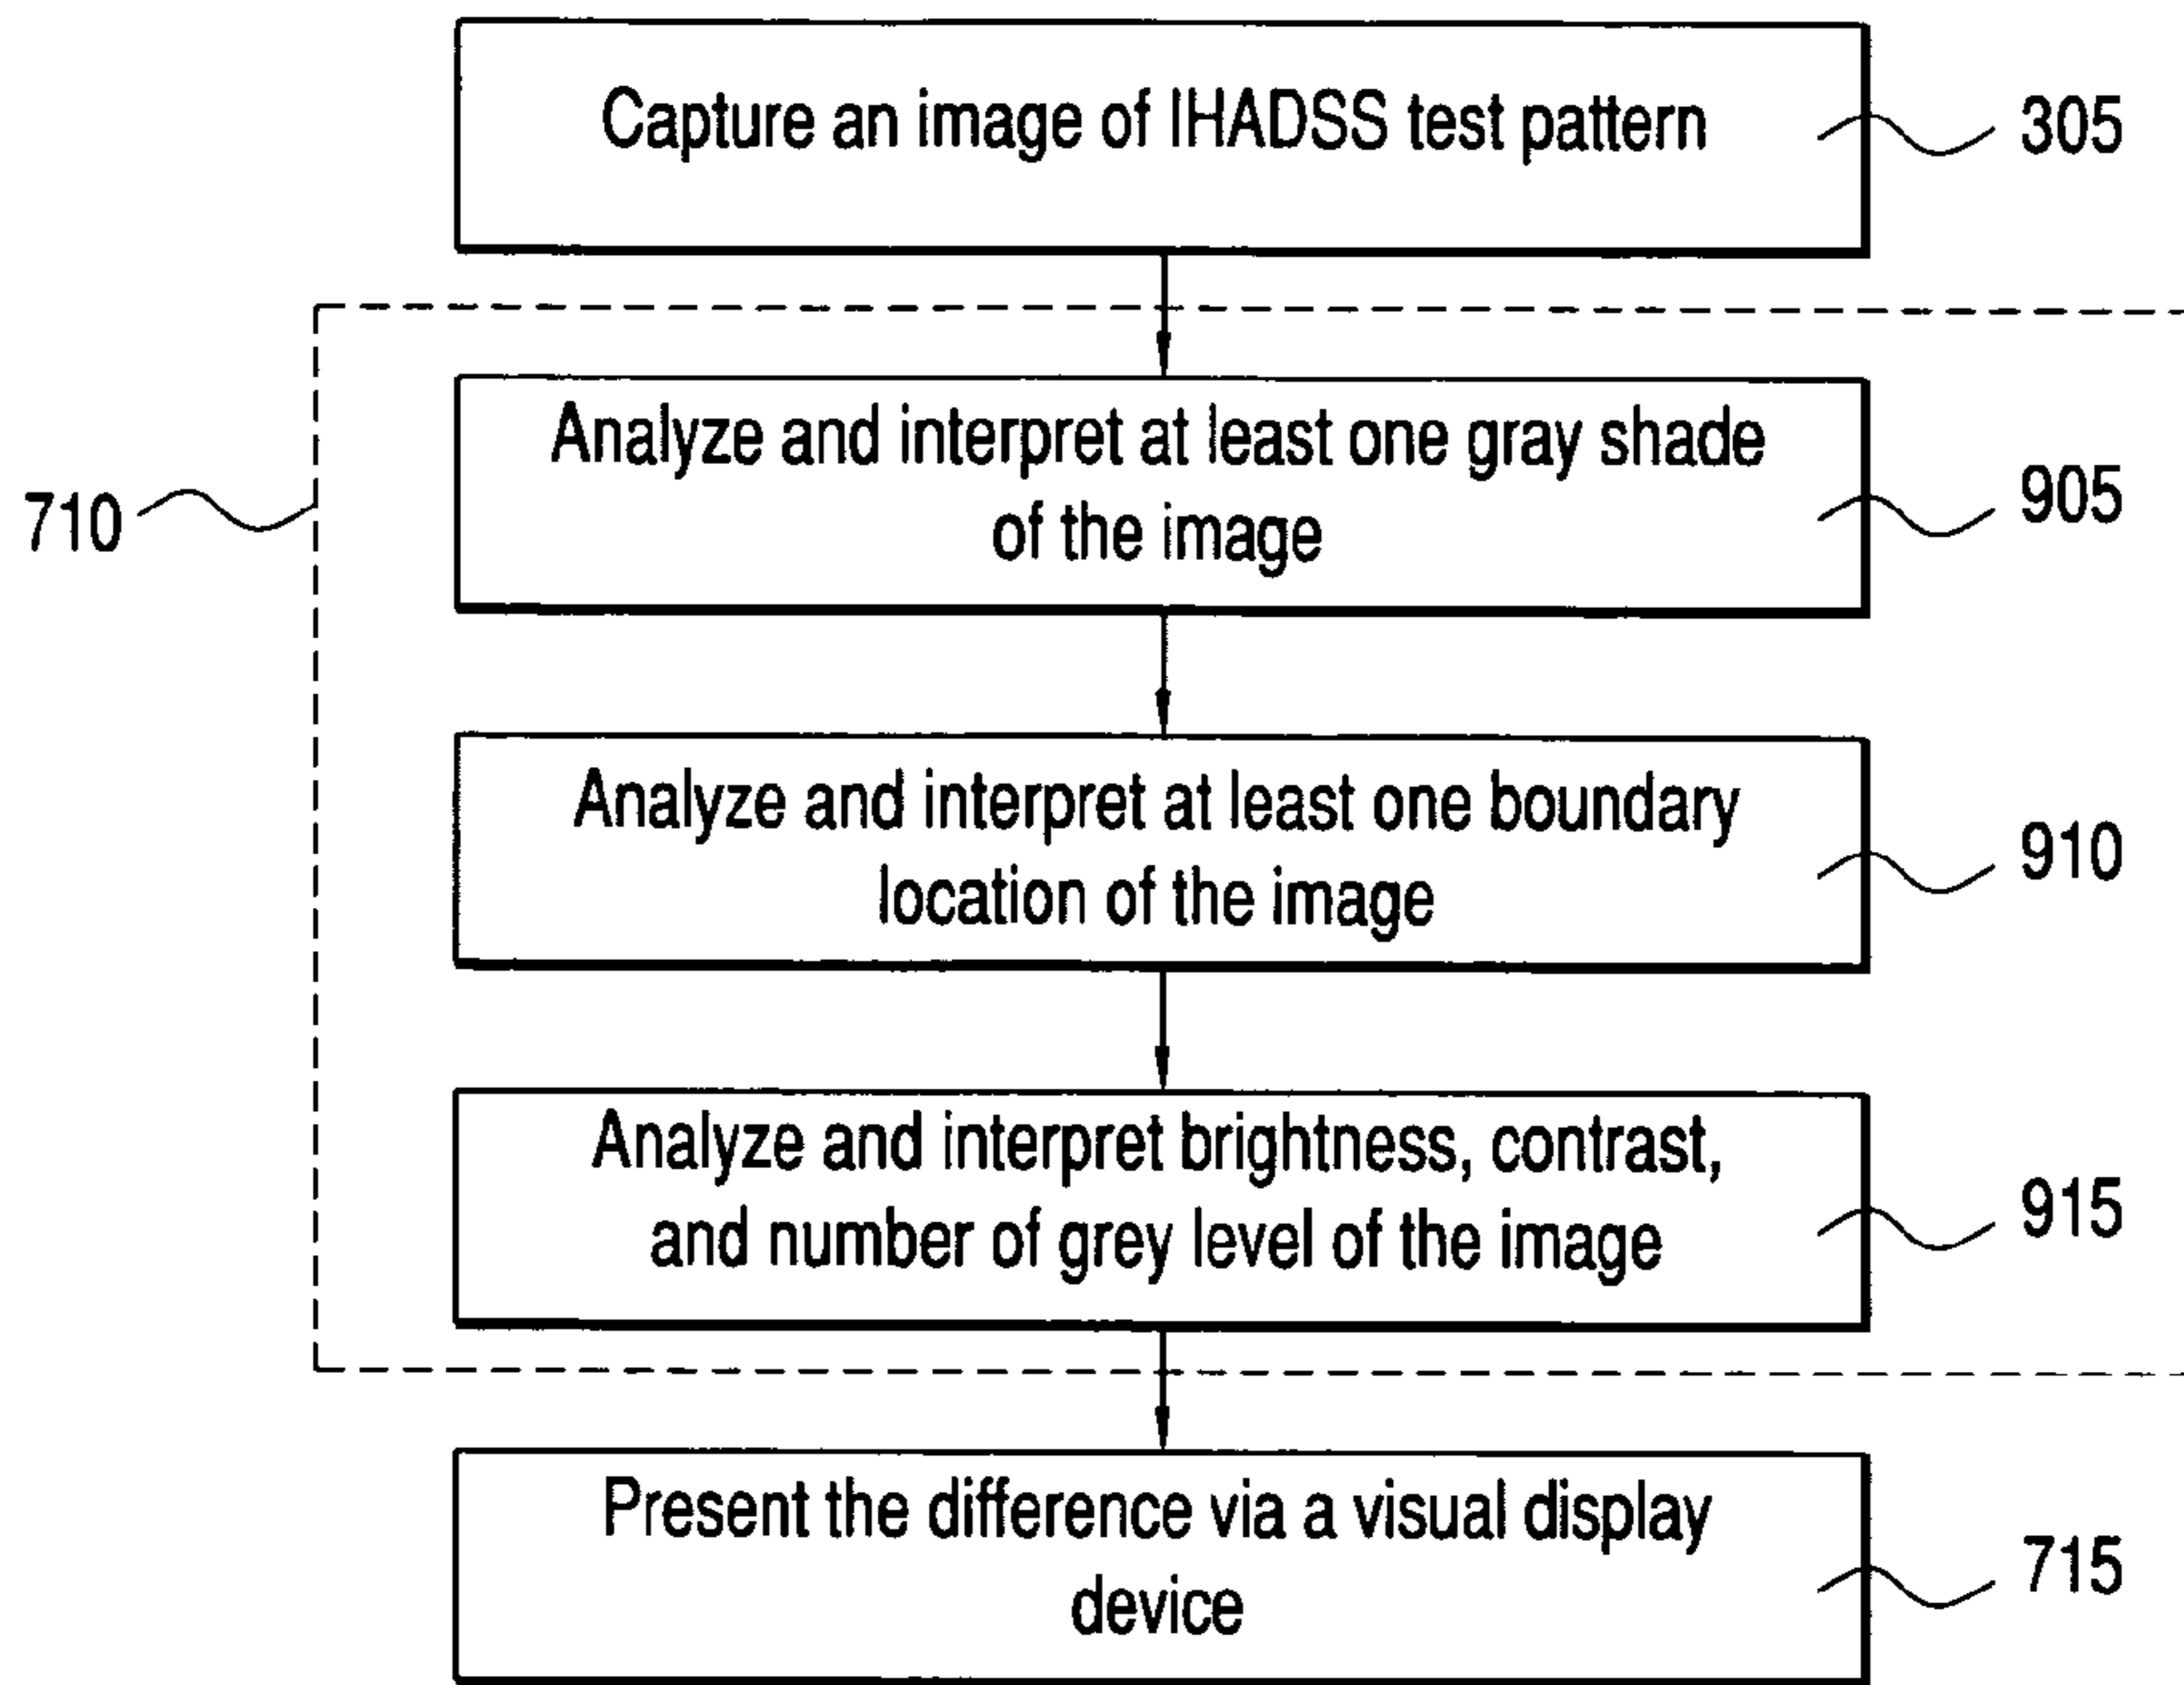 Capture an image of IHADSS test pattern
305
Analyze and interpret at least one gray shade
of the image
905
710
Analyze and interpret at least one boundary
location of the image
910
Analyze and interpret brightness, contrast,
and number of grey level of the image
915
Present the difference via a visual display
device
715